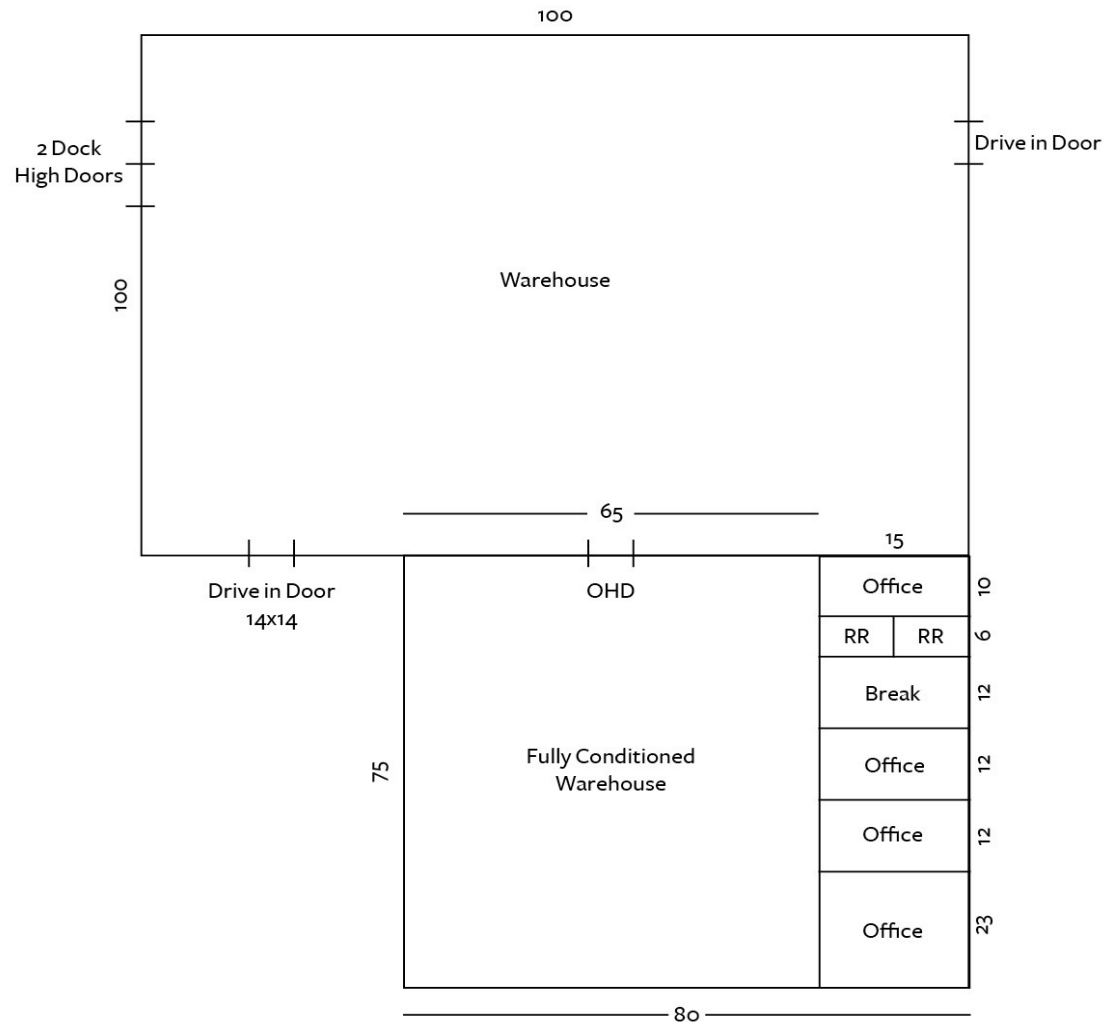 100
2 Dock
High Doors
Drive in Door
100
Warehouse
65
15
Drive in Door
14x14
OHD
Office
10
RR
RR
6
Break
12
Fully Conditioned
Warehouse
75
Office
12
Office
12
Office
23
80